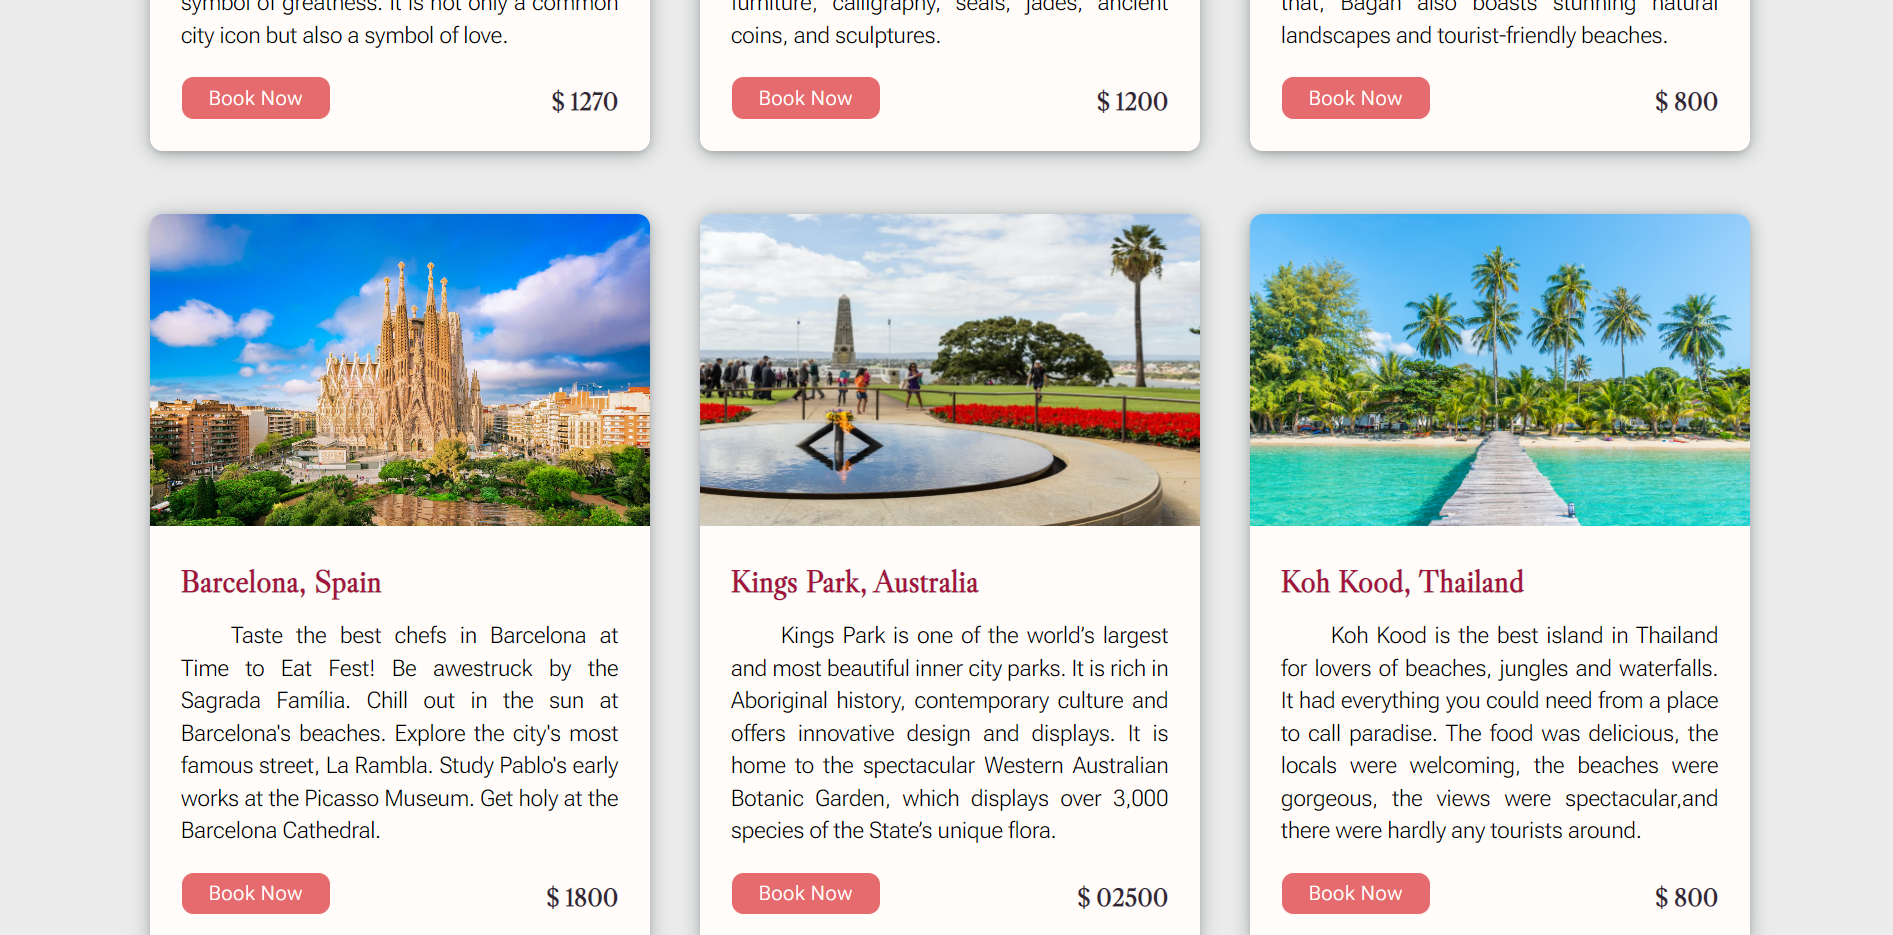 symbol of greatness. It is not only a common
city icon but also a symbol of love.
Book Now
$ 1270
furniture, calligraphy, seals, jades, ancient
coins, and sculptures.
Book Now
$ 1200
that, Bagan also boasts stunning natural
landscapes and tourist-friendly beaches.
Book Now
$ 800
Barcelona, Spain
Taste the best chefs in Barcelona at
Time to Eat Fest! Be awestruck by the
Sagrada Família. Chill out in the sun at
Barcelona's beaches. Explore the city's most
famous street, La Rambla. Study Pablo's early
works at the Picasso Museum. Get holy at the
Barcelona Cathedral.
Book Now
$ 1800
Kings Park, Australia
Kings Park is one of the world’s largest
and most beautiful inner city parks. It is rich in
Aboriginal history, contemporary culture and
offers innovative design and displays. It is
home to the spectacular Western Australian
Botanic Garden, which displays over 3,000
species of the State’s unique flora.
Book Now
$ 02500
Koh Kood, Thailand
Koh Kood is the best island in Thailand
for lovers of beaches, jungles and waterfalls.
It had everything you could need from a place
to call paradise. The food was delicious, the
locals were welcoming, the beaches were
gorgeous, the views were spectacular,and
there were hardly any tourists around.
Book Now
$ 800